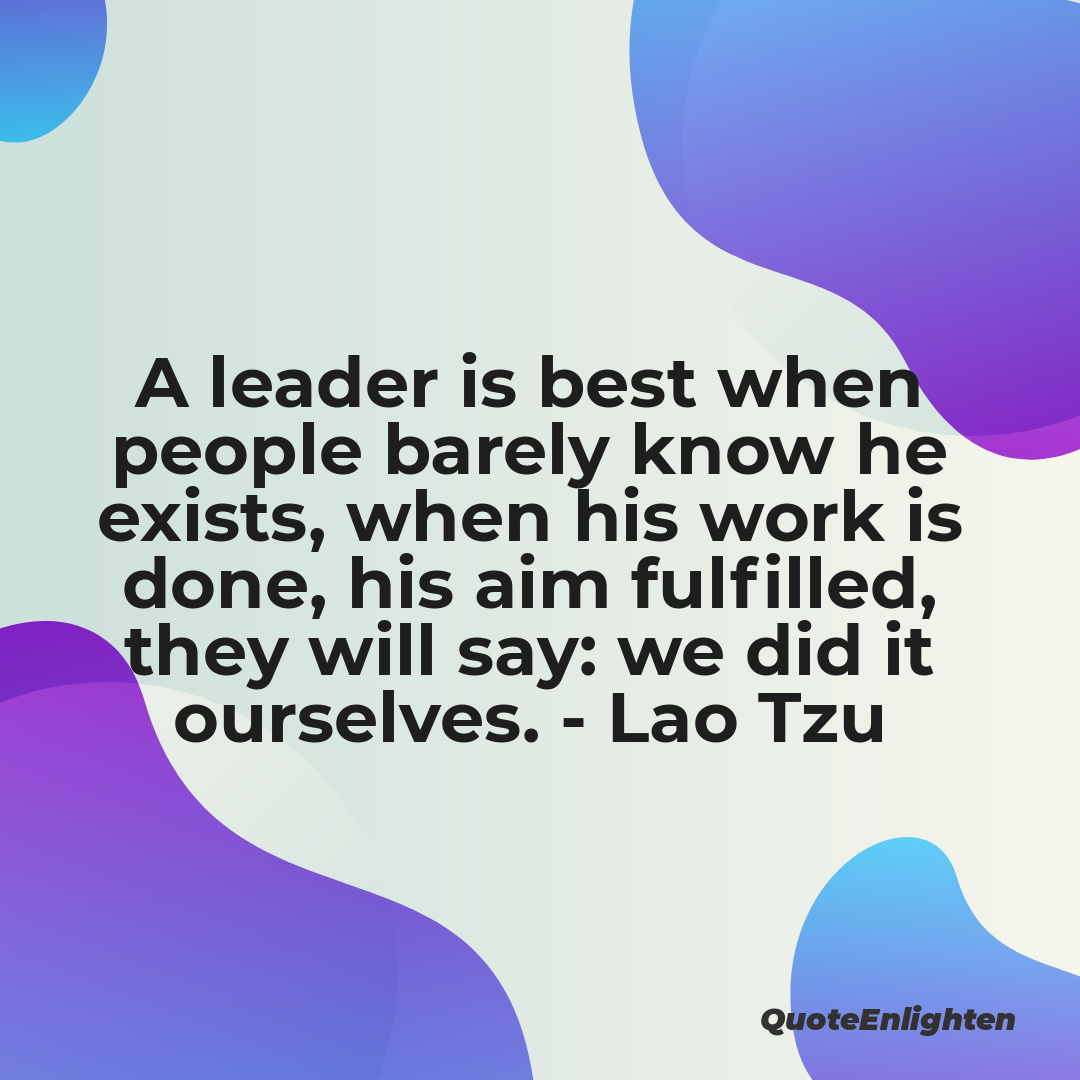 A leader is best when
people barely know he
exists, when his work is
done, his aim fulfilled,
they will say: we did it
ourselves. - Lao Tzu
QuoteEnlighten